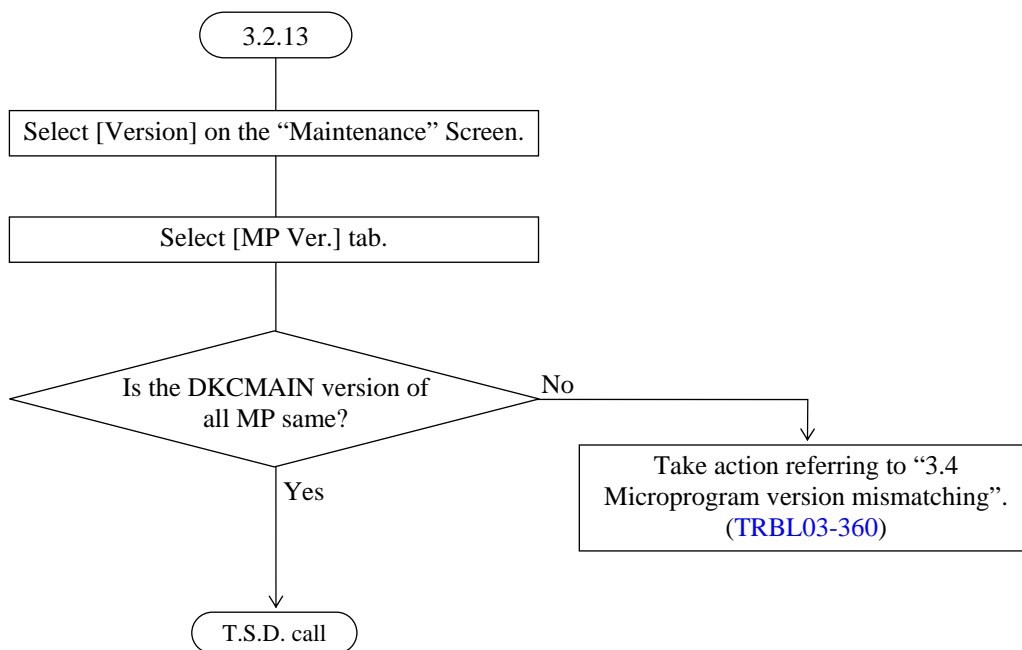 3.2.13
Select [Version] on the “Maintenance” Screen.
Select [MP Ver.] tab.
Is the DKCMAIN version of
all MP same?
No
Take action referring to “3.4
Microprogram version mismatching”.
(TRBL03-360)
Yes
T.S.D. call